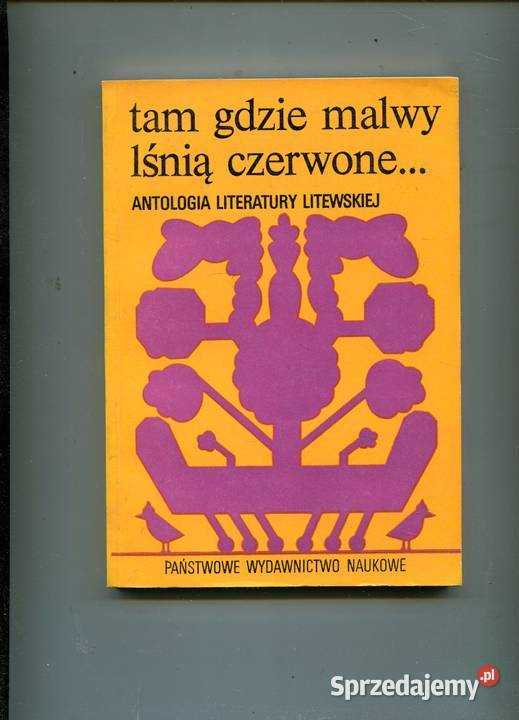 tam gdzie malwy
lśnią czerwone...
ANTOLOGIA LITERATURY LITEWSKIEJ
PAŃSTWOWE WYDAWNICTWO NAUKOWE
Sprzedajemy.pl